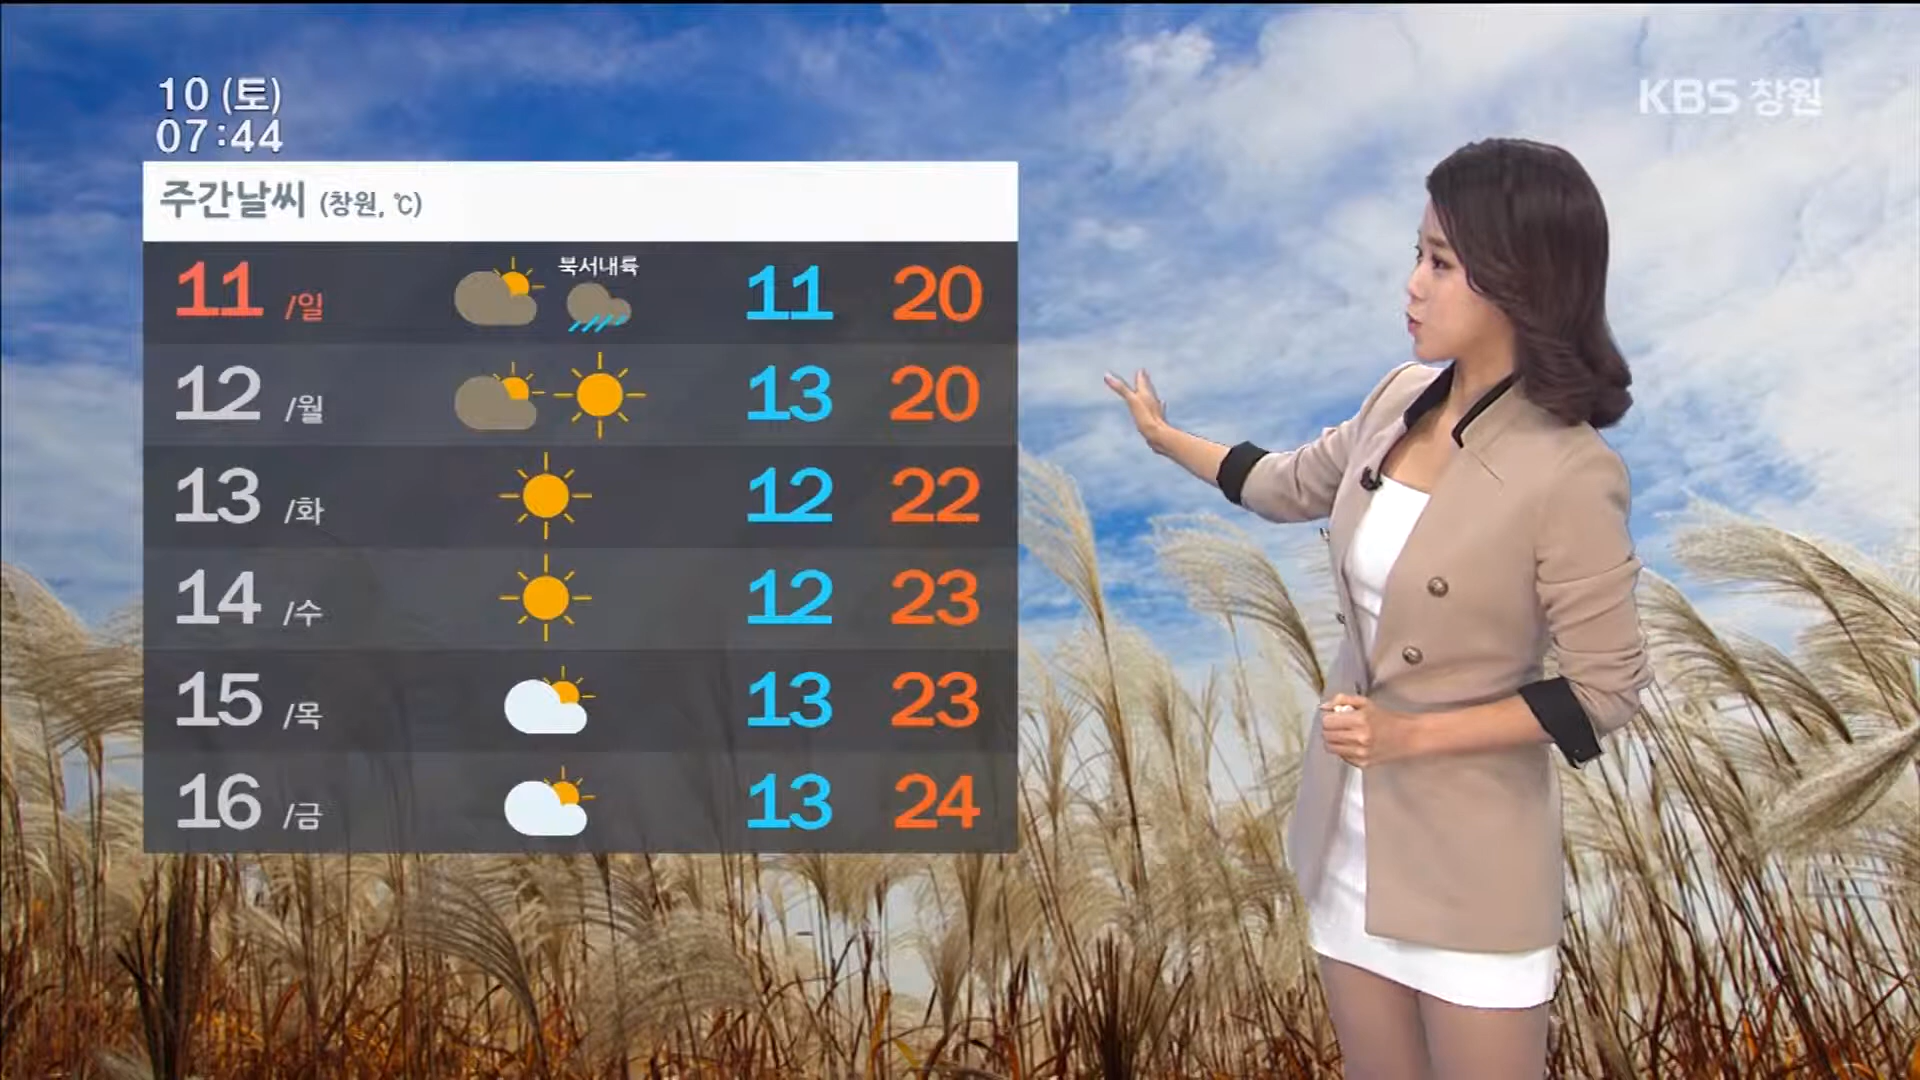 10 (토)
07:44
KBS 창원
주간날씨 (창원, ℃)
북서내륙
11 /일 11 20
12 /월 13 20
13 /화 12 22
14 /수 12 23
15 /목 13 23
16 /금 13 24